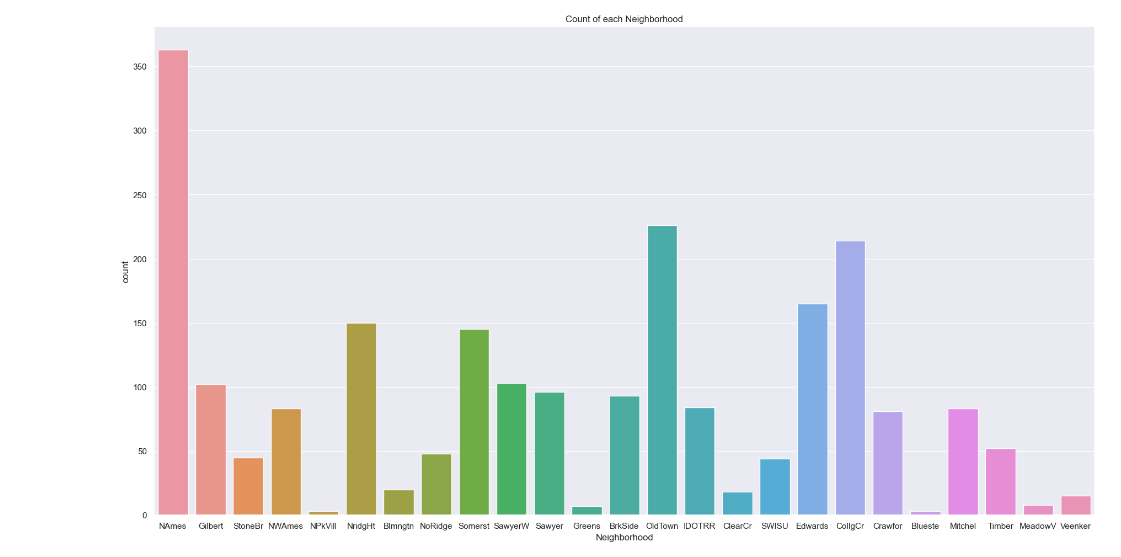 Count of each Neighborhood
350
300
250
200
150
100
50
0
count
NAmes Gilbert StoneBr NWAmes NPkVill NridgHt Blmngtn NoRidge Somerst SawyerW Sawyer Greens BrkSide OldTown IDOTRR ClearCr SWISU Edwards CollgCr Crawfor Blueste Mitchel Timber MeadowV Veenker
Neighborhood